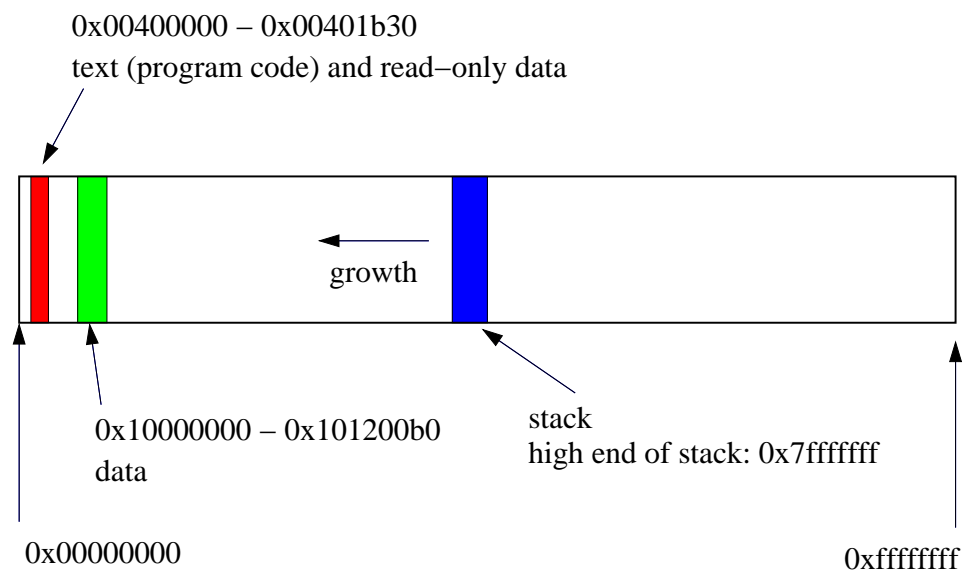 0x00400000 – 0x00401b30
text (program code) and read–only data
growth
0x10000000 – 0x101200b0
data
stack
high end of stack: 0x7fffffff
0x00000000
0xffffffff